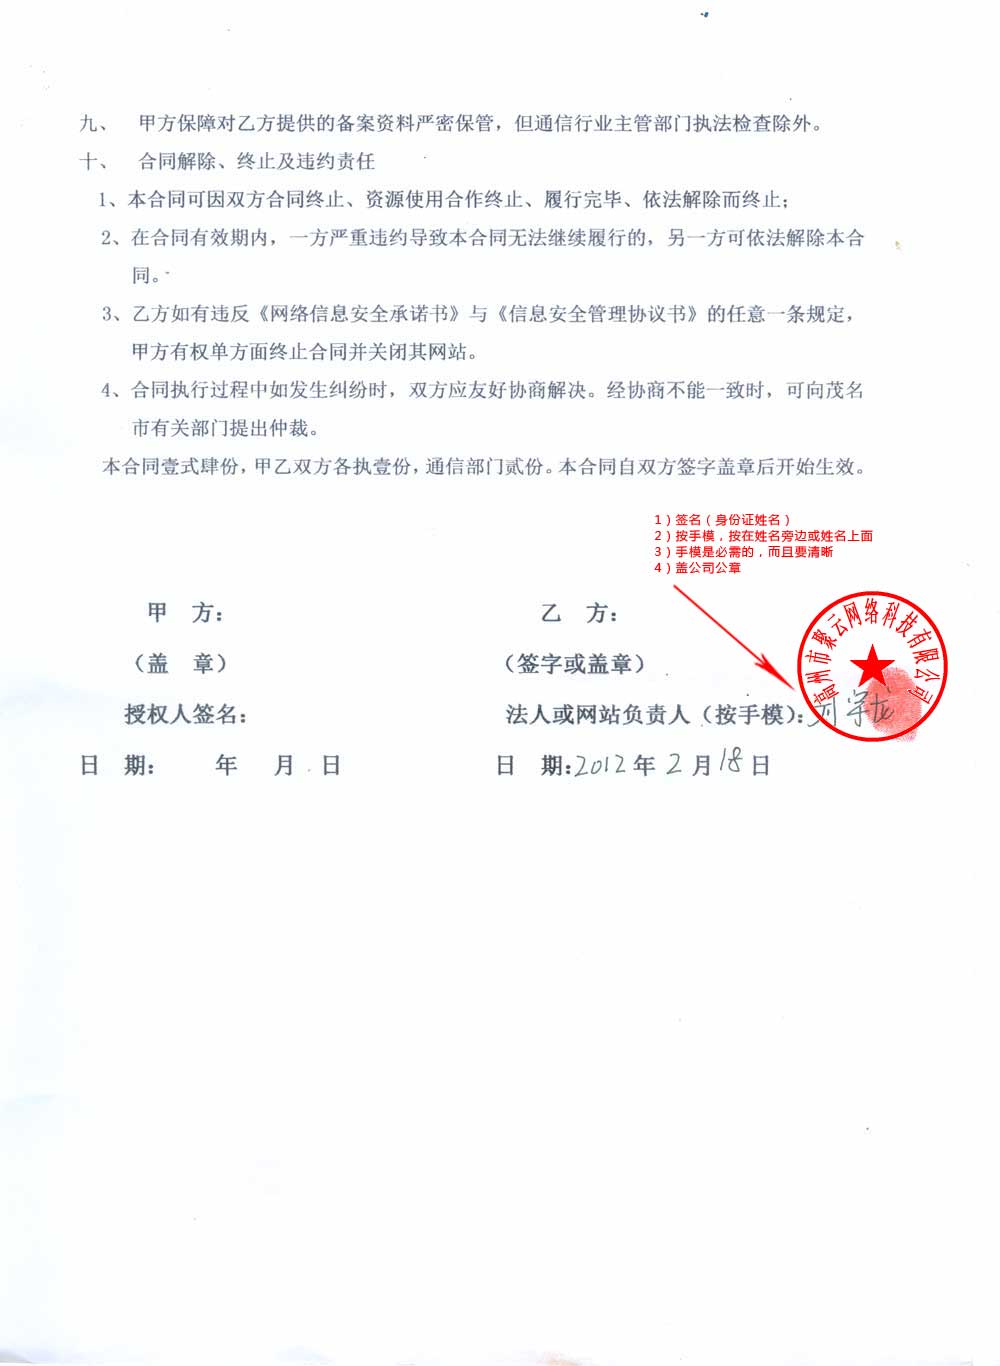 九、 甲方保障对乙方提供的备案资料严密保管，但通信行业主管部门执法检查除外。
十、 合同解除、终止及违约责任
1、本合同可因双方合同终止、资源使用合作终止、履行完毕、依法解除而终止；
2、在合同有效期内，一方严重违约导致本合同无法继续履行的，另一方可依法解除本合
同。
3、乙方如有违反《网络信息安全承诺书》与《信息安全管理协议书》的任意一条规定，
甲方有权单方面终止合同并关闭其网站。
4、合同执行过程中如发生纠纷时，双方应友好协商解决。经协商不能一致时，可向茂名
市有关部门提出仲裁。
本合同壹式肆份，甲乙双方各执壹份，通信部门贰份。本合同自双方签字盖章后开始生效。
1）签名（身份证姓名）
2）按手模，按在姓名旁边或姓名上面
3）手模是必需的，而且要清晰
4）盖公司公章
甲 方： 乙 方：
高州市聚云网络科技有限公司
（盖 章） （签字或盖章）
授权人签名： 法人或网站负责人（按手模）：刘学龙
日 期： 年 月 日 日 期：2012年2月18日